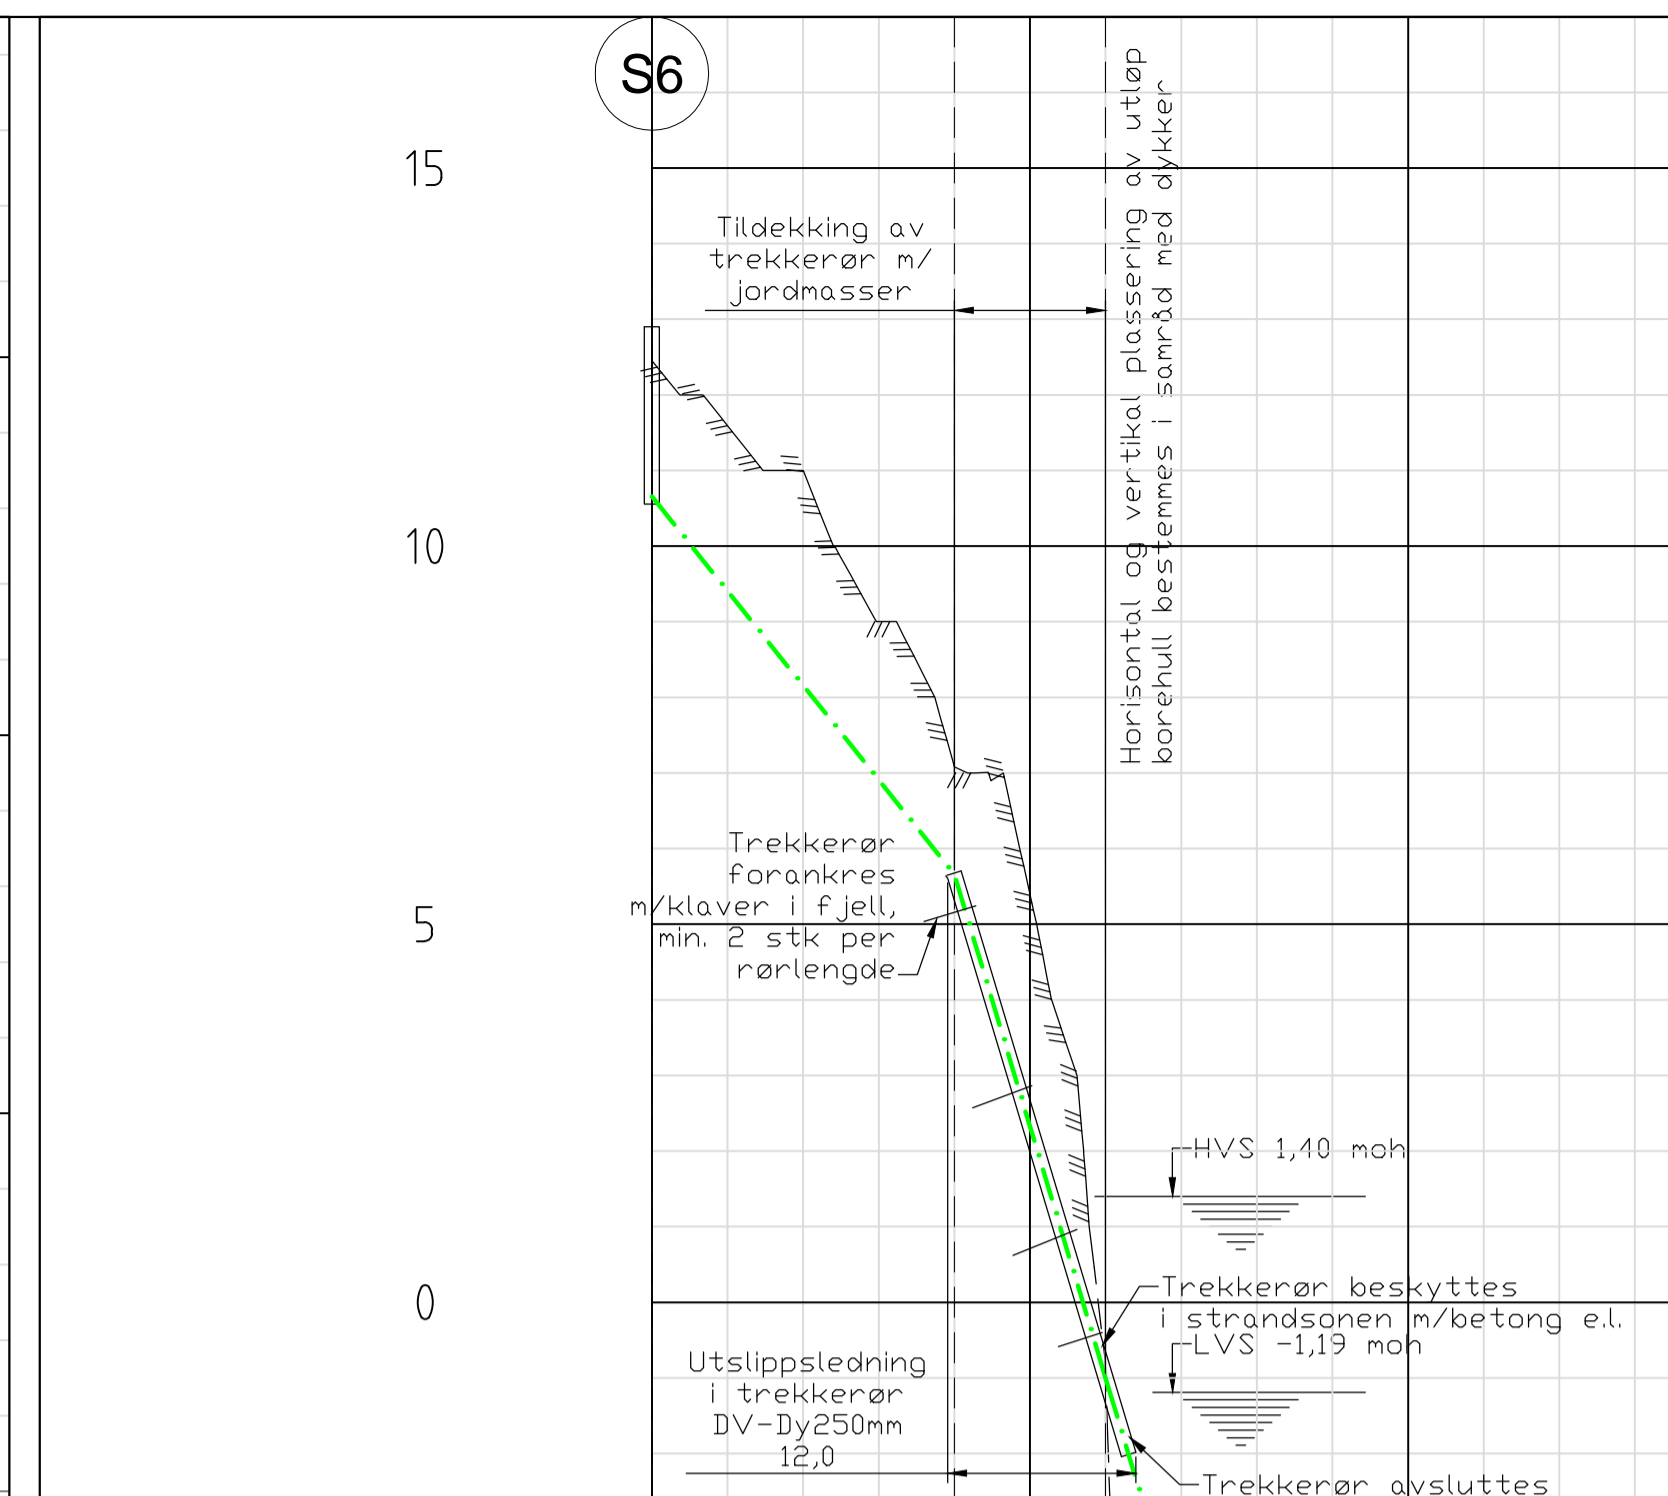 S6
15
Tildekking av
trekkerør m/
jordmasser
Horisontal og vertikal plassering av utløp
borehull bestemmes i samråd med dykker
10
Trekkerør
forankres
m/klaver i fjell,
min. 2 stk per
rørlengde
5
HVS 1,40 moh
0
Trekkerør beskyttes
i strandsonen m/betong e.l.
LVS -1,19 moh
Utslippsledning
i trekkerør
DV-Dy250mm
12,0
Trekkerør avsluttes